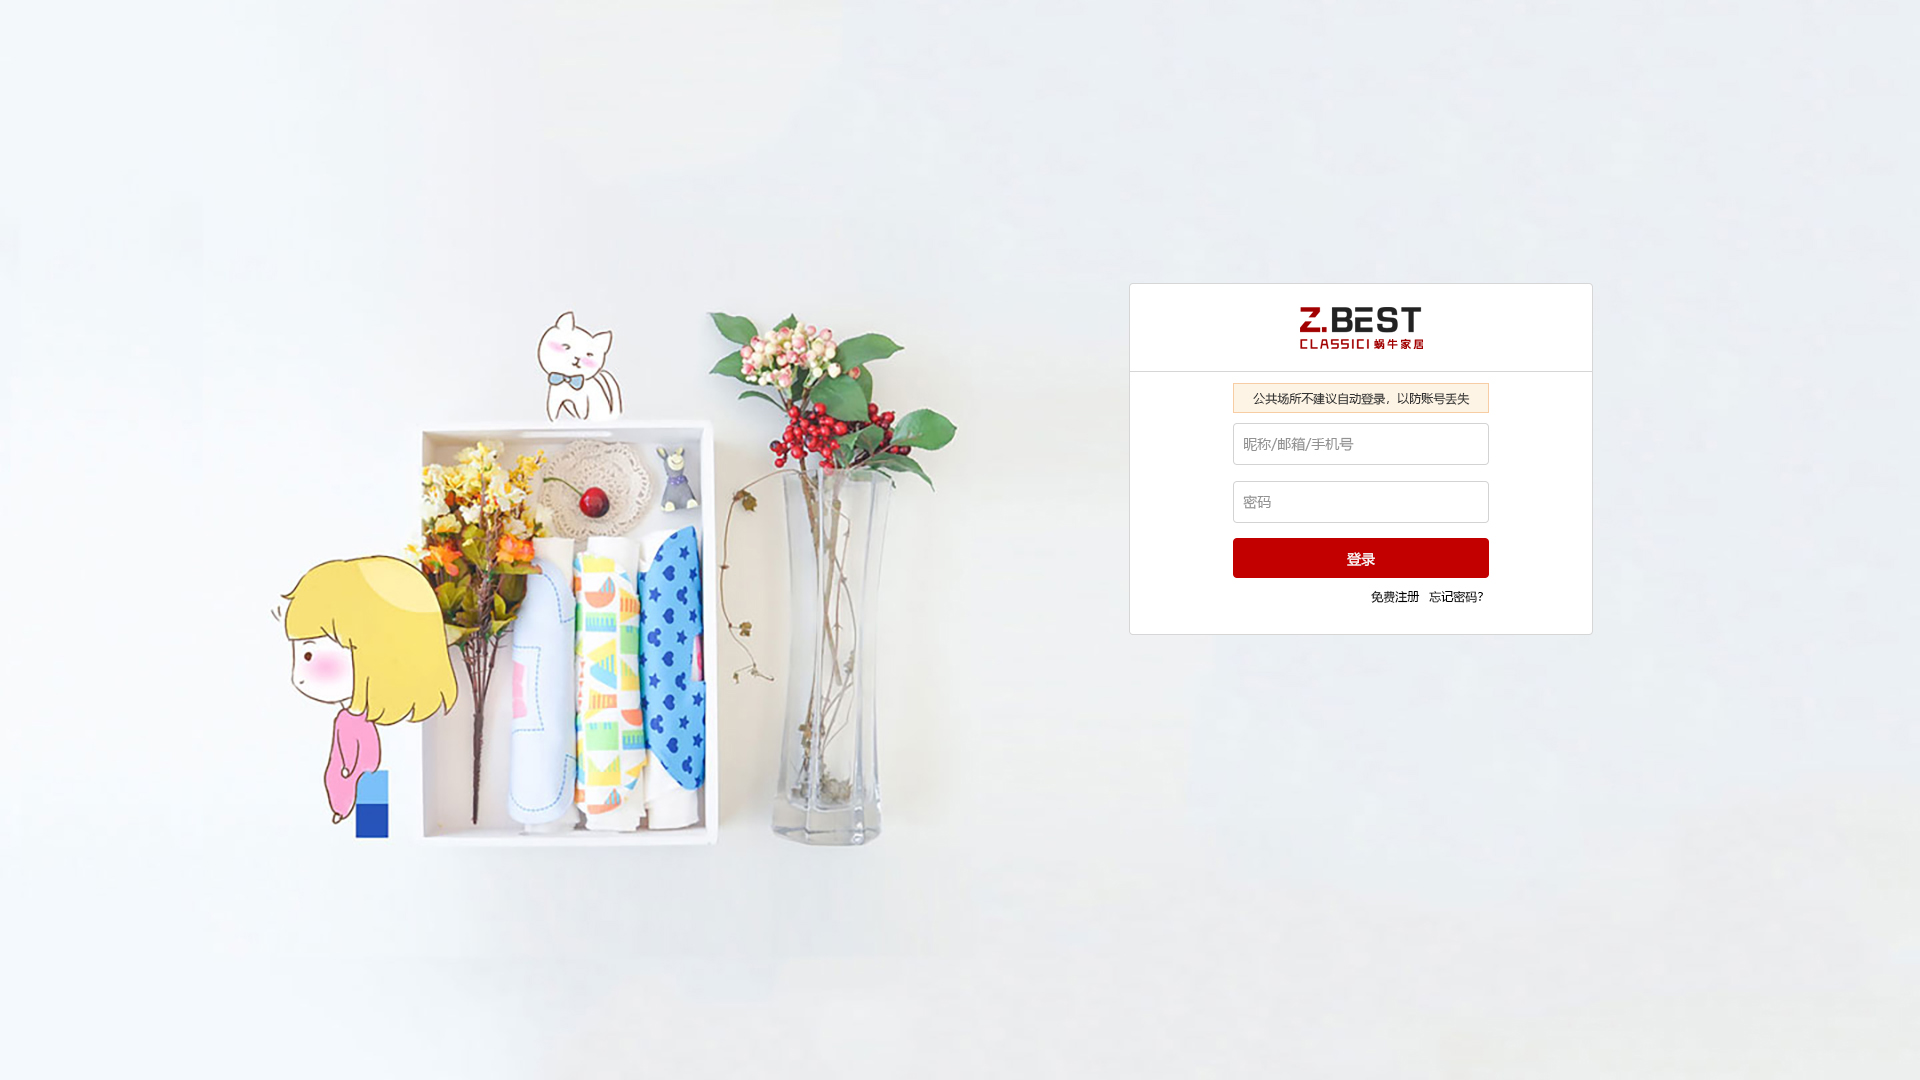 Z.BEST
CLASSICI 蜗牛家居
公共场所不建议自动登录，以防账号丢失
昵称/邮箱/手机号
密码
登录
免费注册 忘记密码?